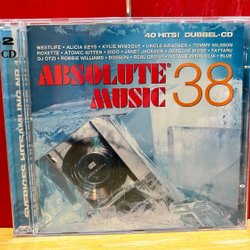 2 CD
40 HITS! DUBBEL-CD
WESTLIFE • ALICIA KEYS • KYLIE MINOGUE • UNCLE KRACKER • TOMMY NILSSON
ROXETTE • ATOMIC KITTEN • DIDO • JANET JACKSON • DEPECHE MODE • PATTARU
DJ ÖTZI • ROBBIE WILLIAMS • BOSSON • REAL GROUP • NATALIE IMBRUGLIA • BLUE
ABSOLUTE
MUSIC 38
SVERIGES HITSAMLING NR 1